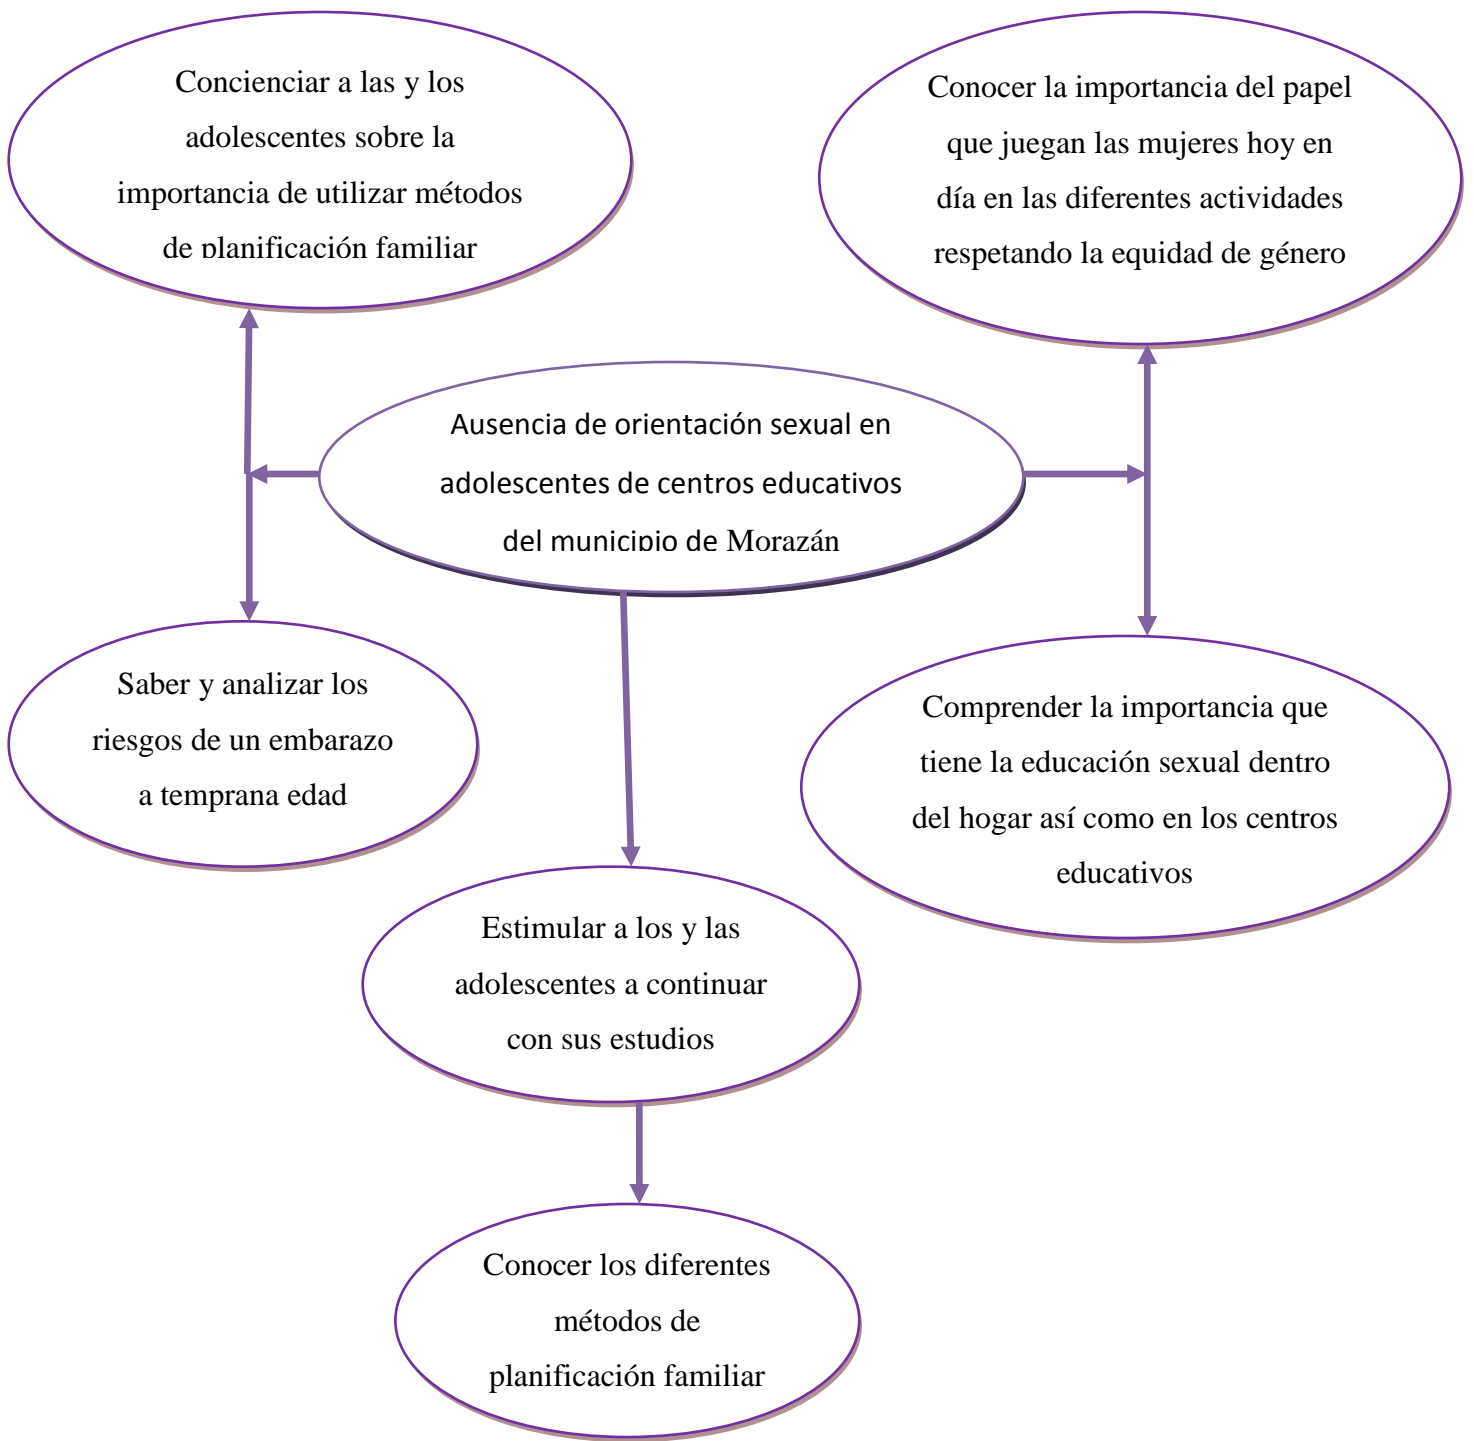 Concienciar a las y los
adolescentes sobre la
importancia de utilizar métodos
de planificación familiar
Conocer la importancia del papel
que juegan las mujeres hoy en
día en las diferentes actividades
respetando la equidad de género
Ausencia de orientación sexual en
adolescentes de centros educativos
del municipio de Morazán
Saber y analizar los
riesgos de un embarazo
a temprana edad
Comprender la importancia que
tiene la educación sexual dentro
del hogar así como en los centros
educativos
Estimular a los y las
adolescentes a continuar
con sus estudios
Conocer los diferentes
métodos de
planificación familiar